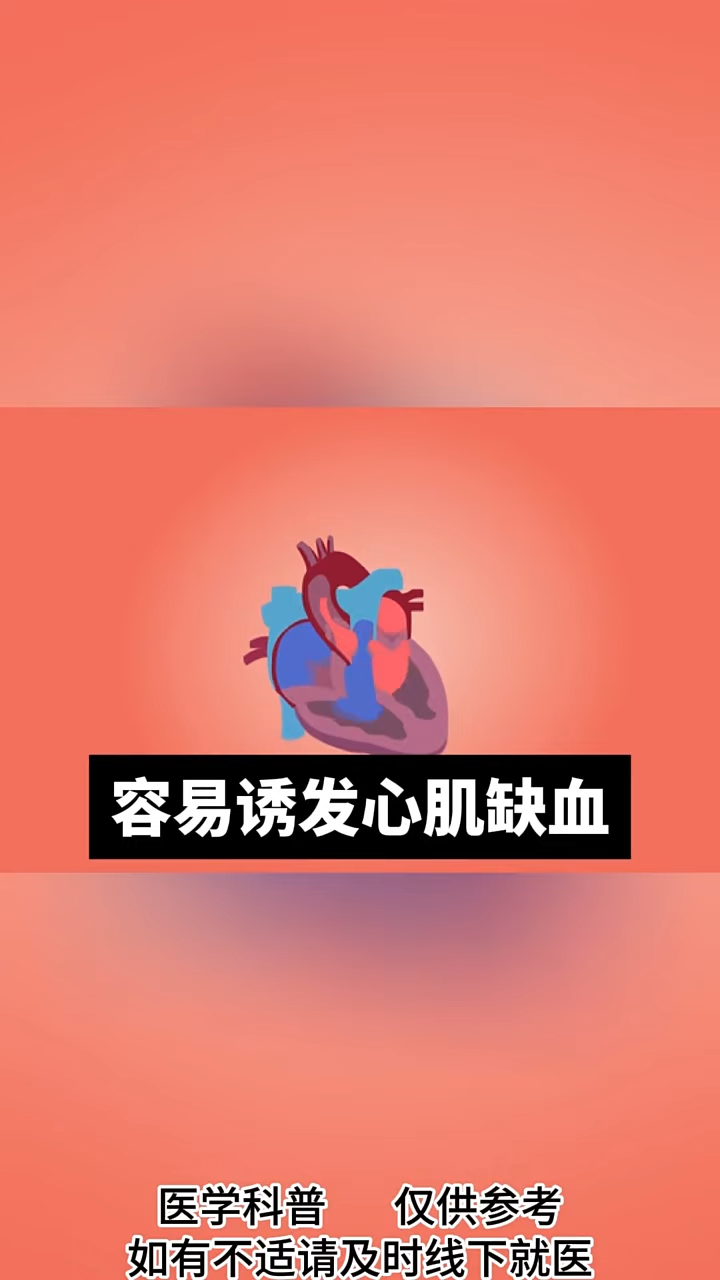 容易诱发心肌缺血
医学科普 仅供参考
如有不适请及时线下就医